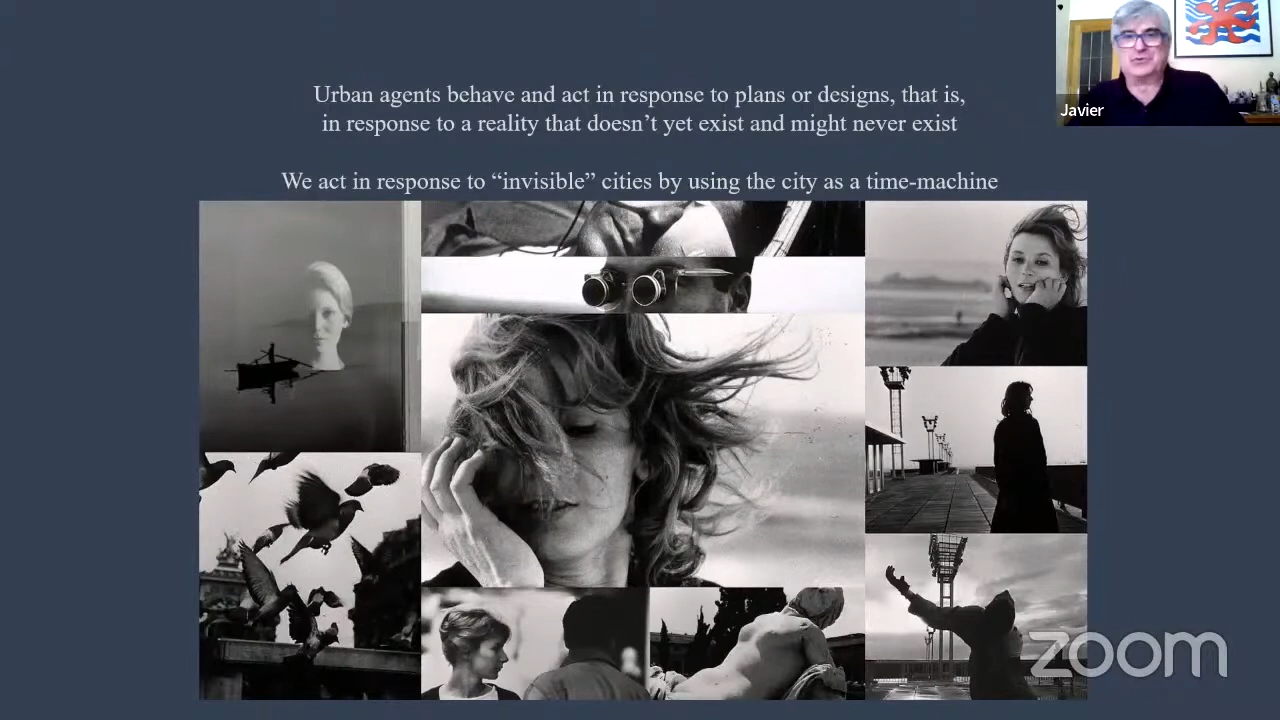 Urban agents behave and act in response to plans or designs, that is,
in response to a reality that doesn’t yet exist and might never exist
We act in response to “invisible” cities by using the city as a time-machine
Javier
zoom